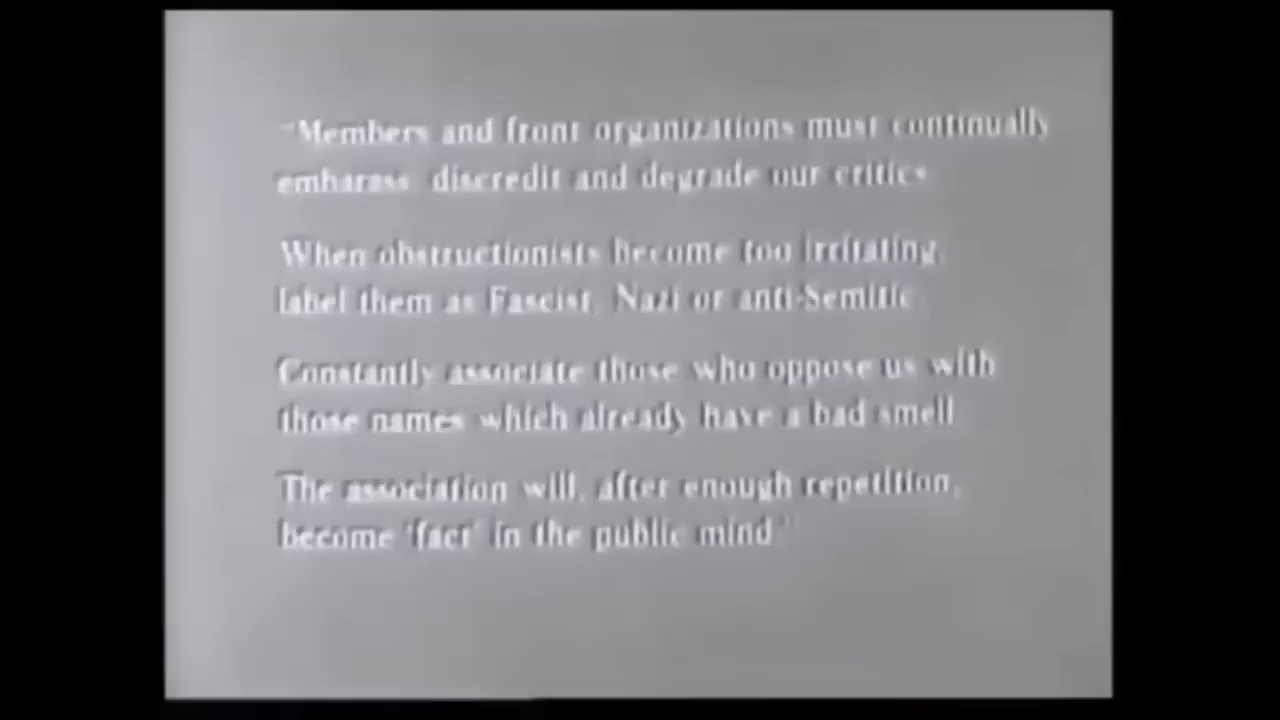 "Members and front organizations must continually
embarass, discredit and degrade our critics.
When obstructionists become too irritating,
label them as Fascist, Nazi or anti-Semitic.
Constantly associate those who oppose us with
those names which already have a bad smell.
The association will, after enough repetition,
become 'fact' in the public mind."